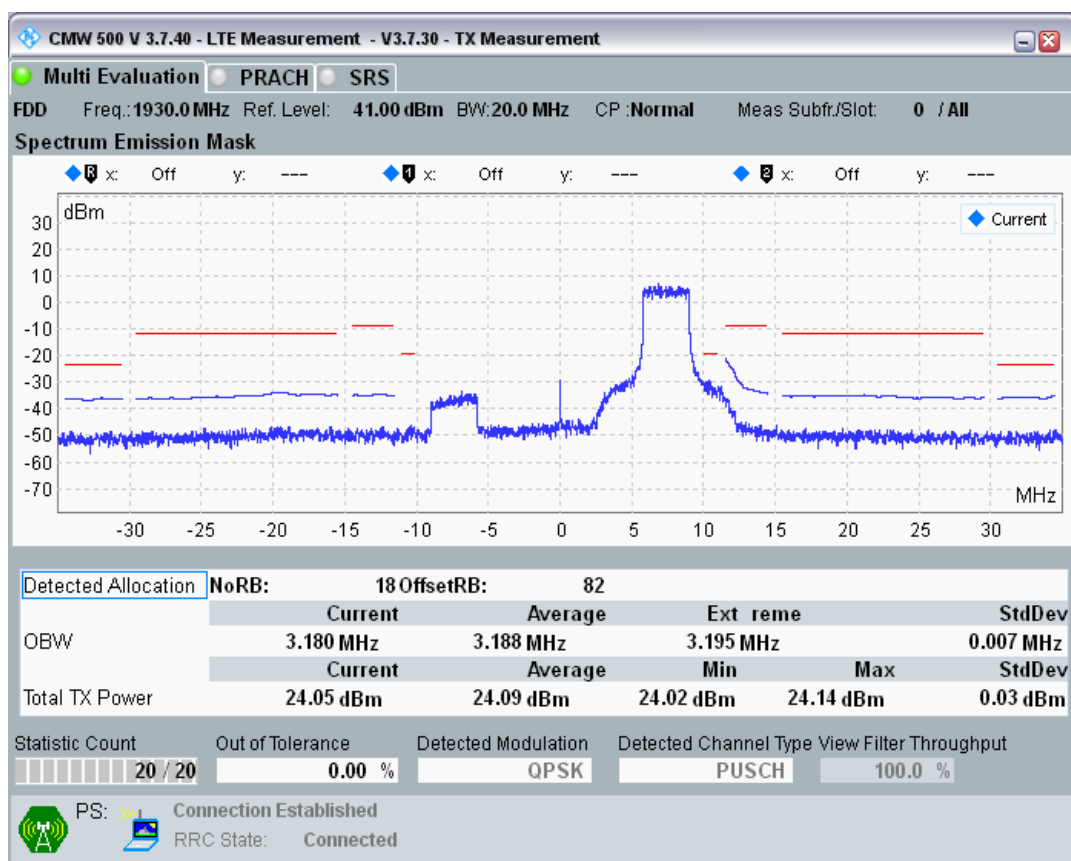 CMW 500 V 3.7.40 - LTE Measurement - V3.7.30 - TX Measurement
Multi Evaluation PRACH SRS
FDD Freq.: 1930.0 MHz Ref. Level: 41.00 dBm BW: 20.0 MHz CP : Normal Meas Subfr./Slot: 0 / All
Spectrum Emission Mask
R x: Off y: --- 1 x: Off y: --- 2 x: Off y: ---
dBm
Current
30
20
10
0
-10
-20
-30
-40
-50
-60
-70
MHz
-30 -25 -20 -15 -10 -5 0 5 10 15 20 25 30
Detected Allocation NoRB: 18 OffsetRB: 82
Current Average Ext reme StdDev
OBW 3.180 MHz 3.188 MHz 3.195 MHz 0.007 MHz
Current Average Min Max StdDev
Total TX Power 24.05 dBm 24.09 dBm 24.02 dBm 24.14 dBm 0.03 dBm
Statistic Count Out of Tolerance Detected Modulation Detected Channel Type View Filter Throughput
20 / 20 0.00 % QPSK PUSCH 100.0 %
PS: Connection Established
RRC State: Connected